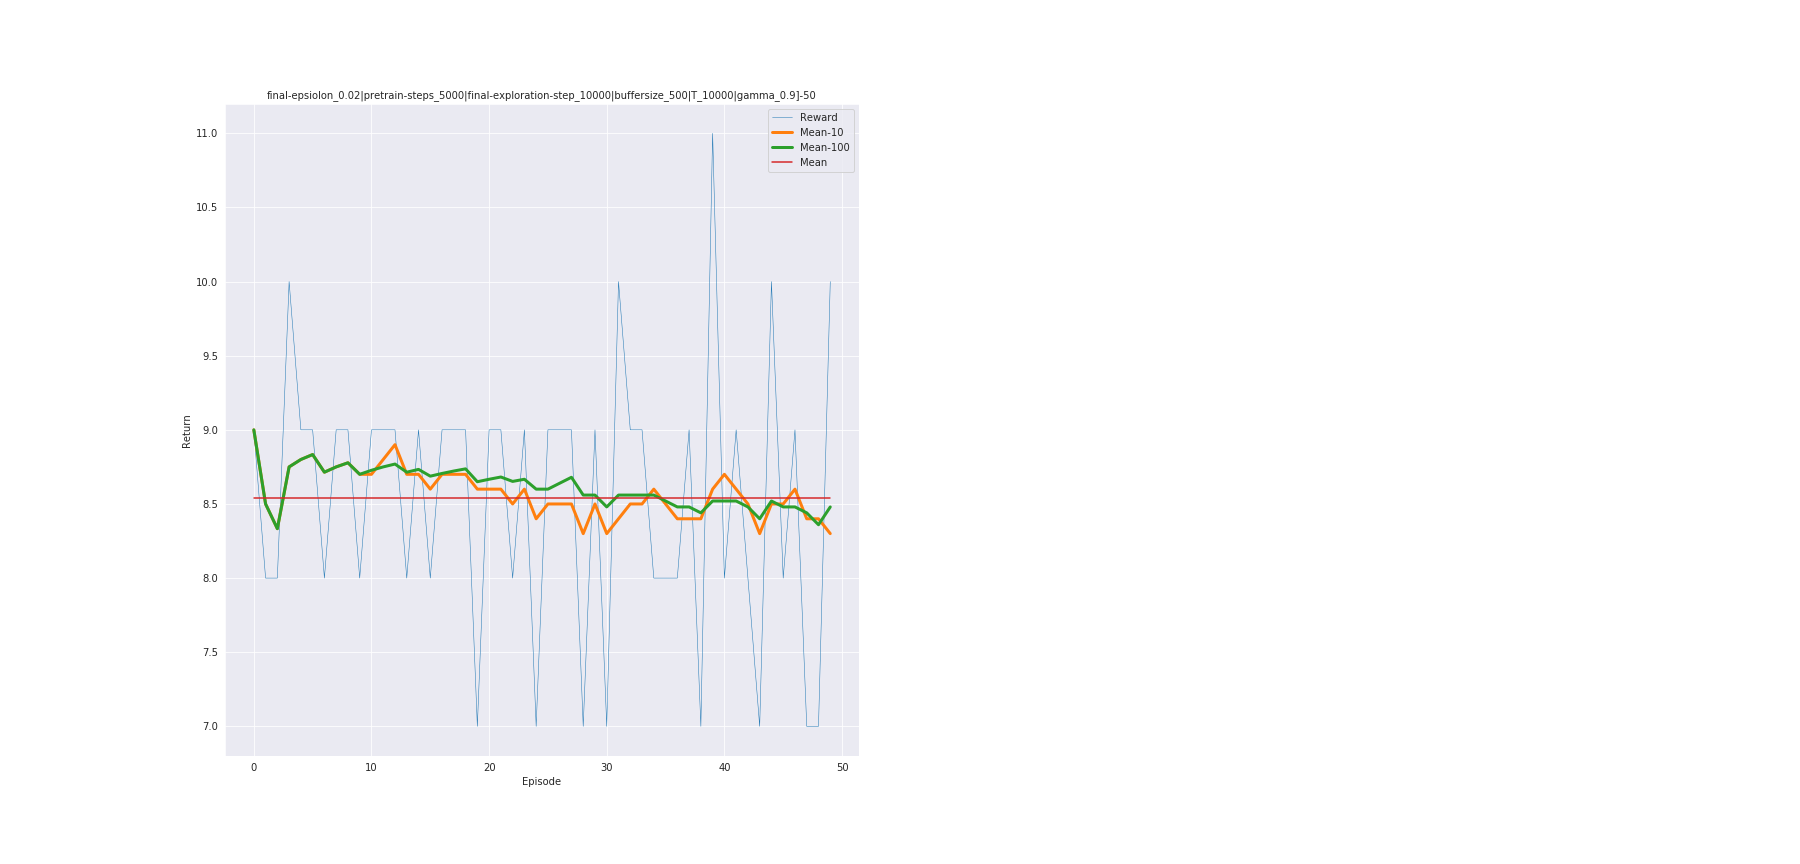 final-epsiolon_0.02|pretrain-steps_5000|final-exploration-step_10000|buffersize_500|T_10000|gamma_0.9]-50
Reward
Mean-10
Mean-100
Mean
11.0
10.5
10.0
9.5
9.0
8.5
8.0
7.5
7.0
Return
0 10 20 30 40 50
Episode